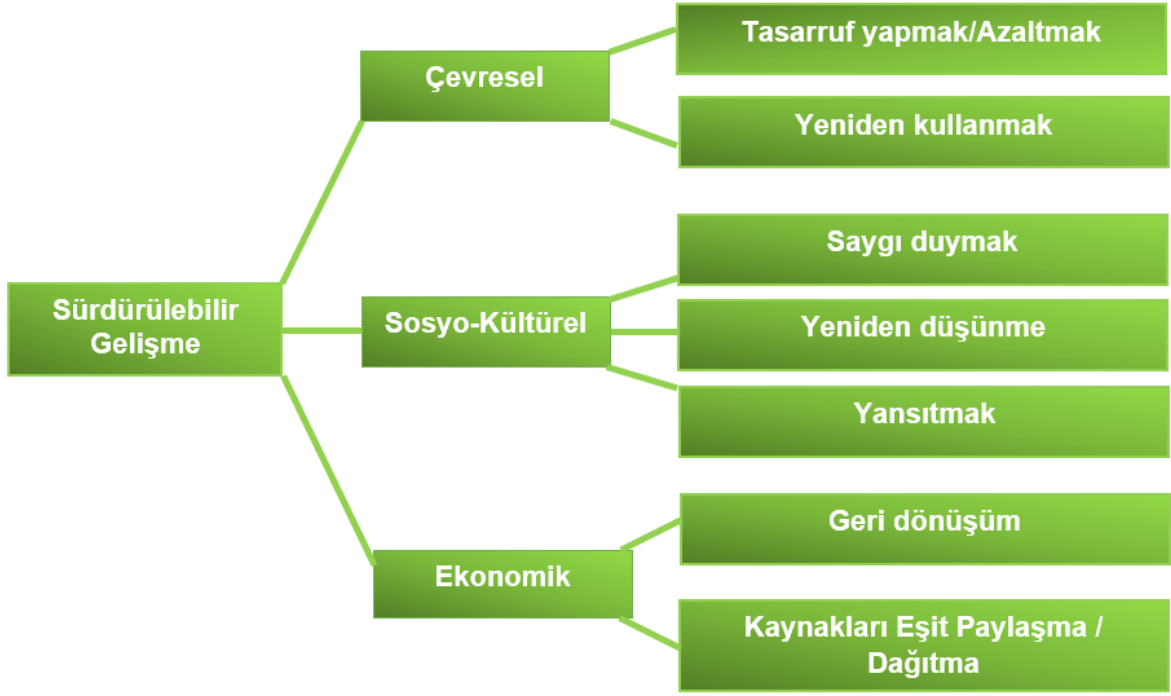 Sürdürülebilir
Gelişme
Çevresel
Tasarruf yapmak/Azaltmak
Yeniden kullanmak
Sosyo-Kültürel
Saygı duymak
Yeniden düşünme
Yansıtmak
Ekonomik
Geri dönüşüm
Kaynakları Eşit Paylaşma /
Dağıtma